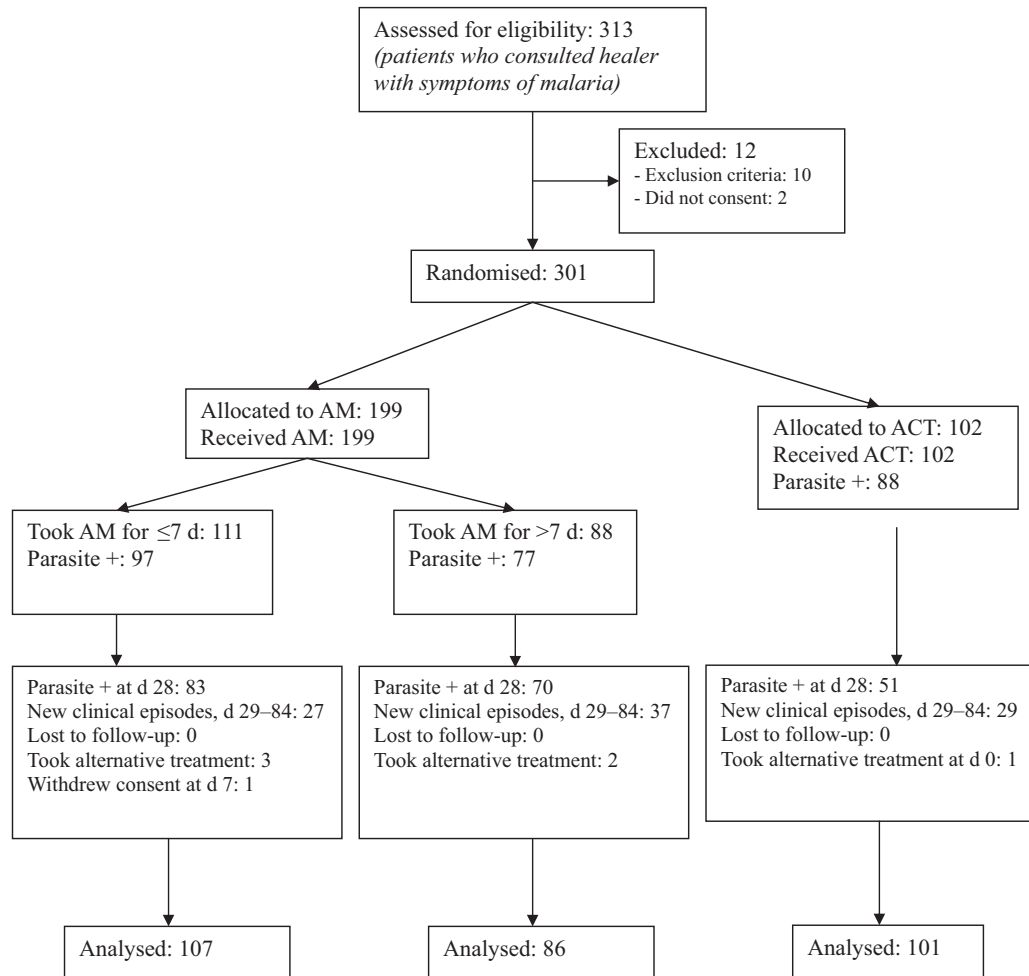 Assessed for eligibility: 313
(patients who consulted healer
with symptoms of malaria)
Excluded: 12
- Exclusion criteria: 10
- Did not consent: 2
Randomised: 301
Allocated to AM: 199
Received AM: 199
Allocated to ACT: 102
Received ACT: 102
Parasite +: 88
Took AM for ≤7 d: 111
Parasite +: 97
Took AM for >7 d: 88
Parasite +: 77
Parasite + at d 28: 83
New clinical episodes, d 29–84: 27
Lost to follow-up: 0
Took alternative treatment: 3
Withdrew consent at d 7: 1
Parasite + at d 28: 70
New clinical episodes, d 29–84: 37
Lost to follow-up: 0
Took alternative treatment: 2
Parasite + at d 28: 51
New clinical episodes, d 29–84: 29
Lost to follow-up: 0
Took alternative treatment at d 0: 1
Analysed: 107
Analysed: 86
Analysed: 101